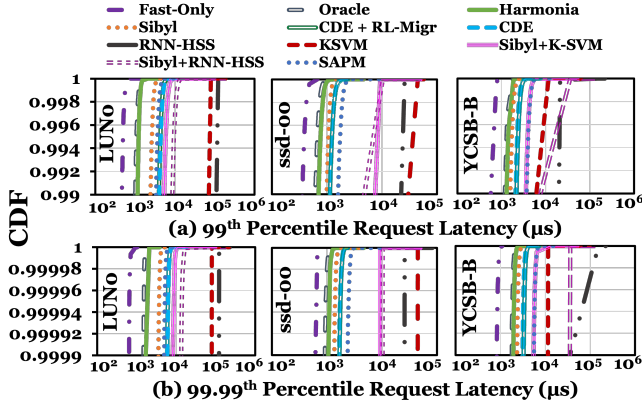 Fast-Only Oracle Harmonia
Sibyl CDE + RL-Migr CDE
RNN-HSS KSVM Sibyl+K-SVM
Sibyl+RNN-HSS SAPM
CDF
1
0.998
0.996
0.994
0.992
0.99
LUN0
ssd-00
YCSB-B
10² 10³ 10⁴ 10⁵ 10⁶ 10² 10³ 10⁴ 10⁵ 10⁶ 10² 10³ 10⁴ 10⁵ 10⁶
(a) 99th Percentile Request Latency (µs)
1
0.99998
0.99996
0.99994
0.99992
0.9999
LUN0
ssd-00
YCSB-B
10² 10³ 10⁴ 10⁵ 10⁶ 10² 10³ 10⁴ 10⁵ 10⁶ 10² 10³ 10⁴ 10⁵ 10⁶
(b) 99.99th Percentile Request Latency (µs)